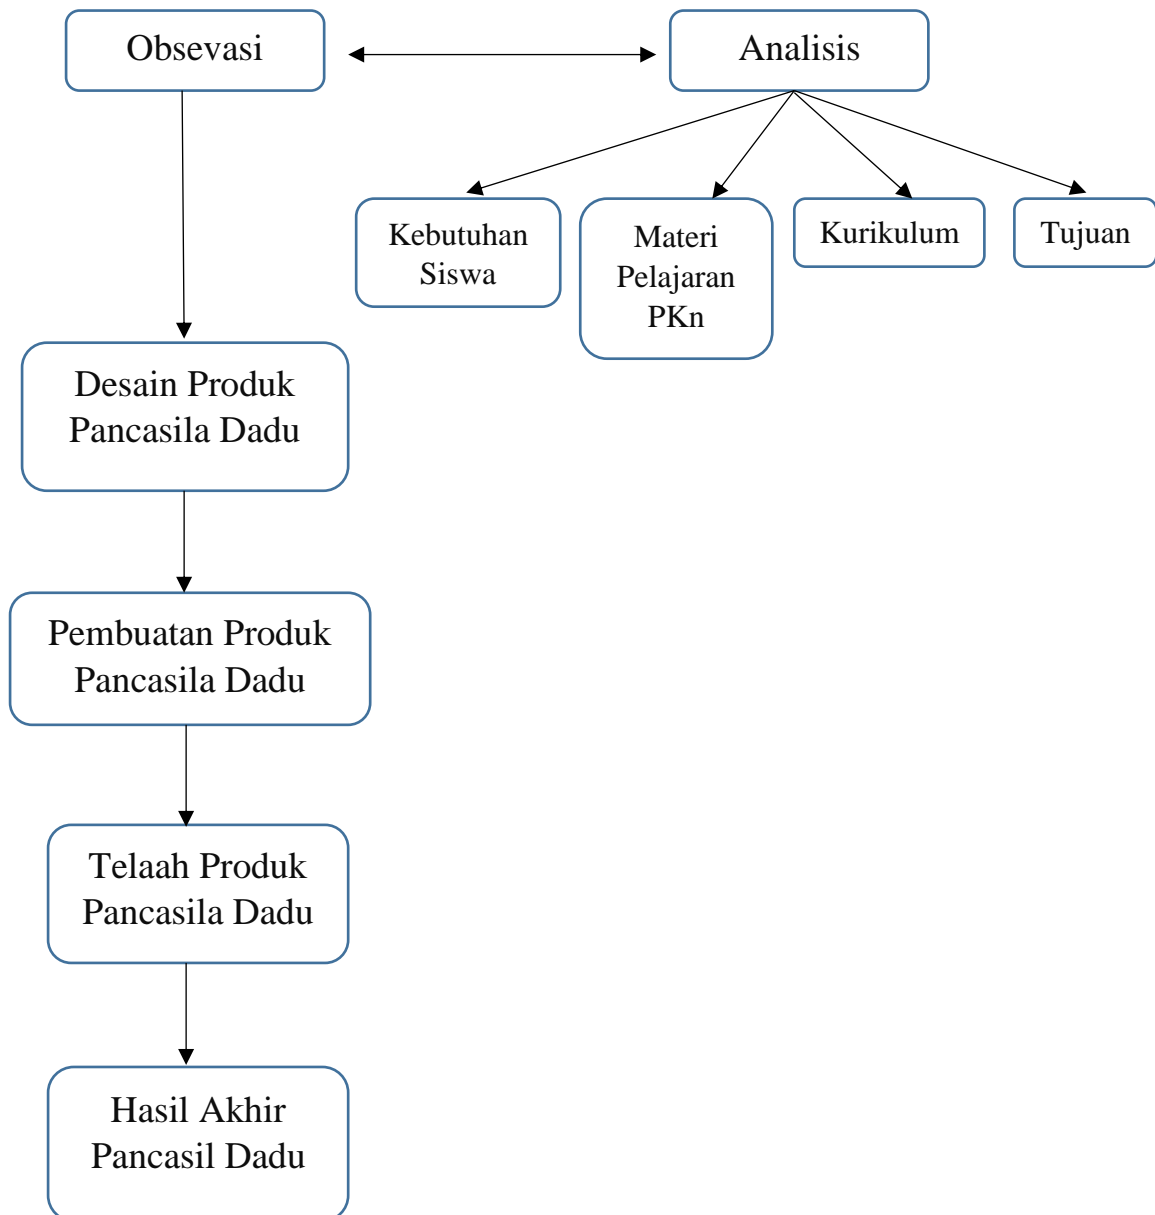 Obsevasi
Analisis
Kebutuhan
Siswa
Materi
Pelajaran
PKn
Kurikulum
Tujuan
Desain Produk
Pancasila Dadu
Pembuatan Produk
Pancasila Dadu
Telaah Produk
Pancasila Dadu
Hasil Akhir
Pancasil Dadu